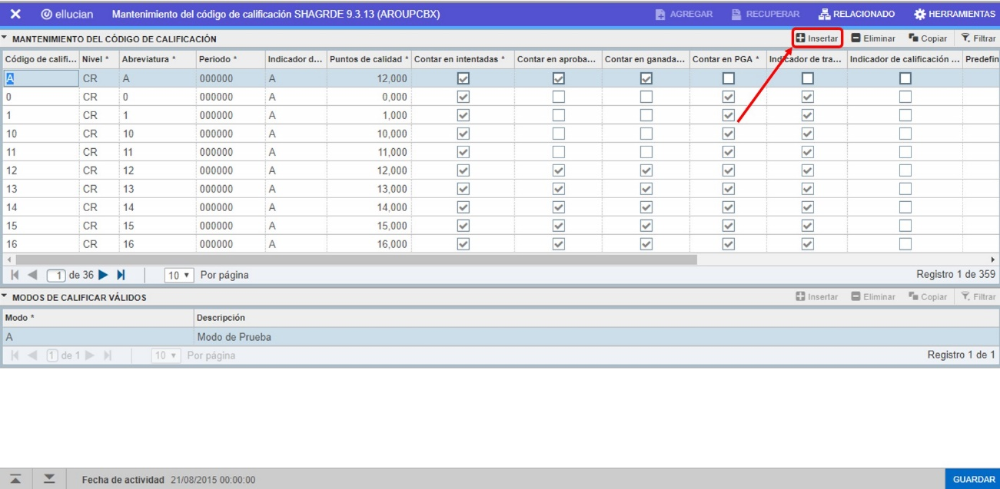 ✕ ellucian Mantenimiento del código de calificación SHAGRDE 9.3.13 (AROUPCBX) AGREGAR RECUPERAR RELACIONADO HERRAMIENTAS
MANTENIMIENTO DEL CÓDIGO DE CALIFICACIÓN Insertar Eliminar Copiar Filtrar
Código de califi... Nivel * Abreviatura * Periodo * Indicador d... Puntos de calidad * Contar en intentadas * Contar en aproba... Contar en ganada... Contar en PGA * Indicador de tra... Indicador de calificación ... Predefin
A CR A 000000 A 12,000
0 CR 0 000000 A 0,000
1 CR 1 000000 A 1,000
10 CR 10 000000 A 10,000
11 CR 11 000000 A 11,000
12 CR 12 000000 A 12,000
13 CR 13 000000 A 13,000
14 CR 14 000000 A 14,000
15 CR 15 000000 A 15,000
16 CR 16 000000 A 16,000
1 de 36 10 Por página Registro 1 de 359
MODOS DE CALIFICAR VÁLIDOS Insertar Eliminar Copiar Filtrar
Modo * Descripción
A Modo de Prueba
1 de 1 10 Por página Registro 1 de 1
Fecha de actividad 21/08/2015 00:00:00 GUARDAR